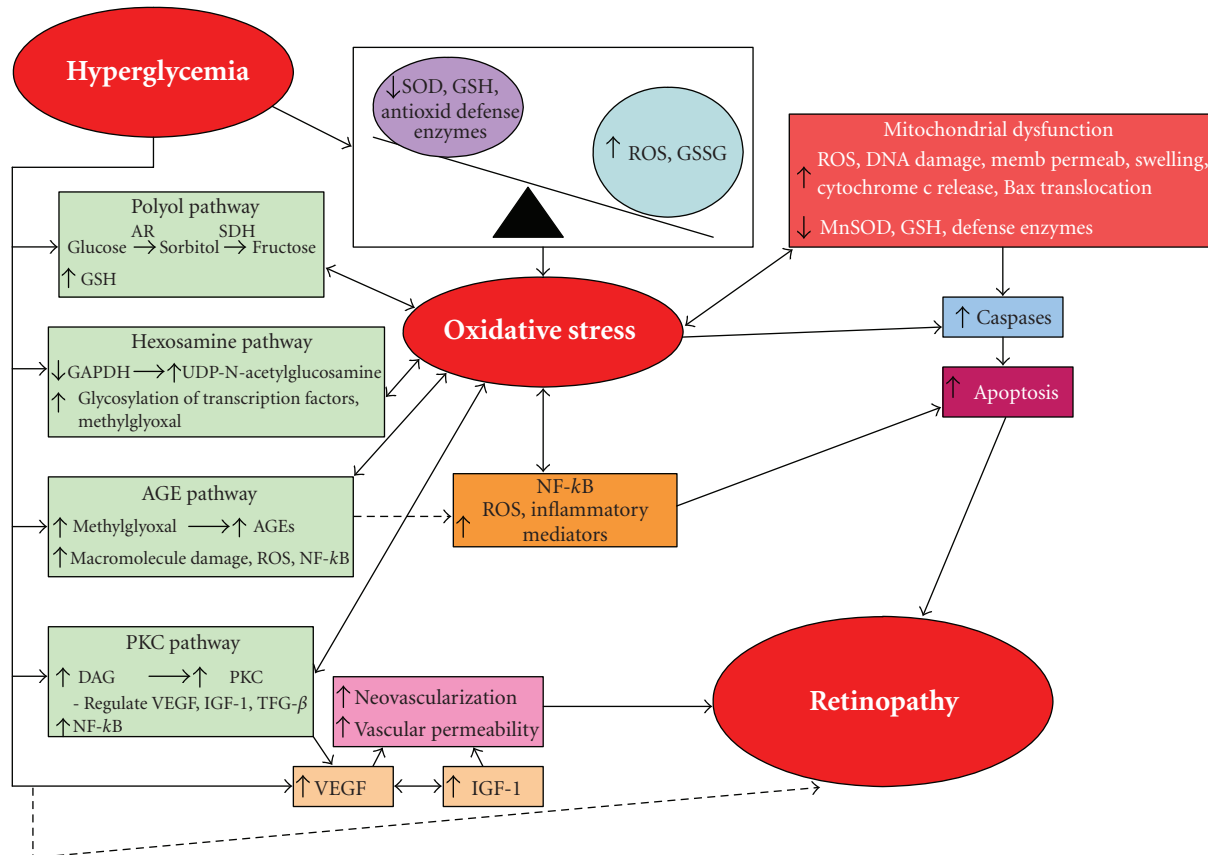 Hyperglycemia
↓SOD, GSH,
antioxid defense
enzymes
↑ ROS, GSSG
Mitochondrial dysfunction
↑ ROS, DNA damage, memb permeab, swelling,
cytochrome c release, Bax translocation
↓ MnSOD, GSH, defense enzymes
Polyol pathway
AR SDH
Glucose → Sorbitol → Fructose
↑ GSH
Oxidative stress
↑ Caspases
Hexosamine pathway
↓ GAPDH → ↑ UDP-N-acetylglucosamine
↑ Glycosylation of transcription factors,
methylglyoxal
↑ Apoptosis
AGE pathway
↑ Methylglyoxal → ↑ AGEs
↑ Macromolecule damage, ROS, NF-kB
NF-kB
↑ ROS, inflammatory
mediators
PKC pathway
↑ DAG → ↑ PKC
- Regulate VEGF, IGF-1, TFG-β
↑ NF-kB
↑ Neovascularization
↑ Vascular permeability
Retinopathy
↑ VEGF
↑ IGF-1